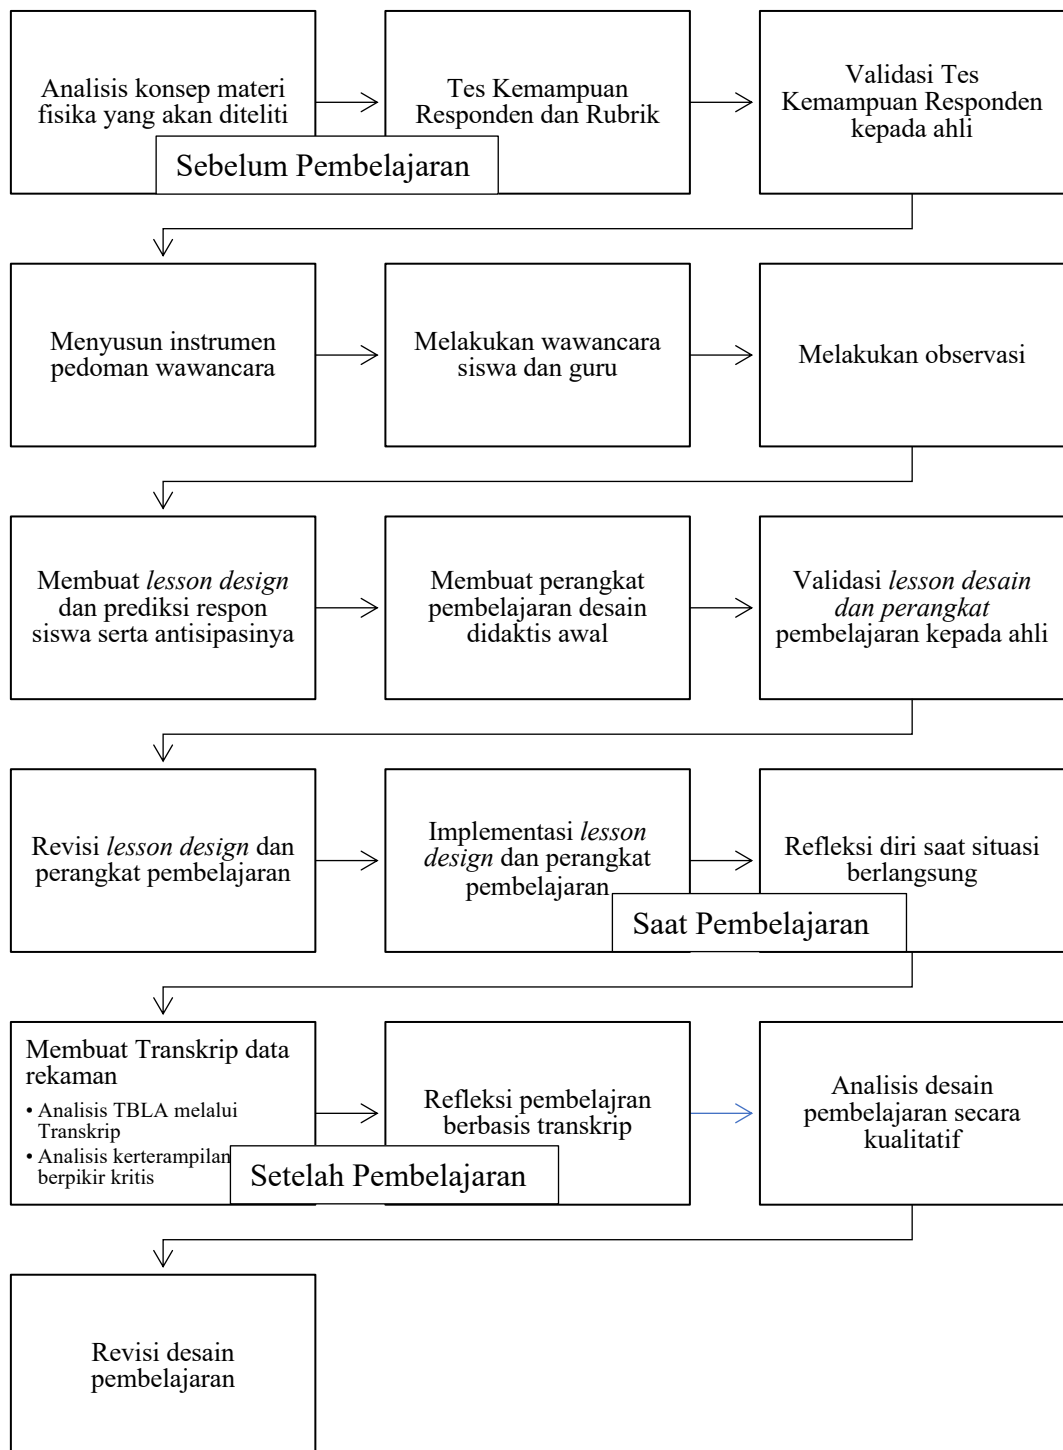 Analisis konsep materi
fisika yang akan diteliti
Tes Kemampuan
Responden dan Rubrik
Validasi Tes
Kemampuan Responden
kepada ahli
Sebelum Pembelajaran
Menyusun instrumen
pedoman wawancara
Melakukan wawancara
siswa dan guru
Melakukan observasi
Membuat lesson design
dan prediksi respon
siswa serta antisipasinya
Membuat perangkat
pembelajaran desain
didaktis awal
Validasi lesson desain
dan perangkat
pembelajaran kepada ahli
Revisi lesson design dan
perangkat pembelajaran
Implementasi lesson
design dan perangkat
pembelajaran
Refleksi diri saat situasi
berlangsung
Saat Pembelajaran
Membuat Transkrip data
rekaman
• Analisis TBLA melalui
Transkrip
• Analisis kerterampilan
berpikir kritis
Refleksi pembelajran
berbasis transkrip
Analisis desain
pembelajaran secara
kualitatif
Setelah Pembelajaran
Revisi desain
pembelajaran